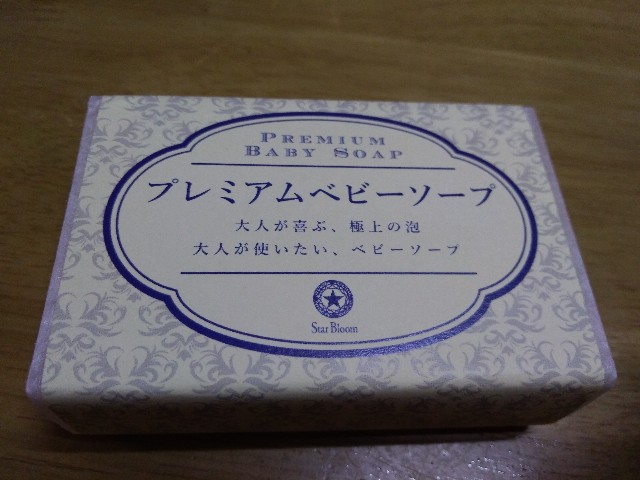 PREMIUM
BABY SOAP
プレミアムベビーソープ
大人が喜ぶ、極上の泡
大人が使いたい、ベビーソープ
Star Bloom